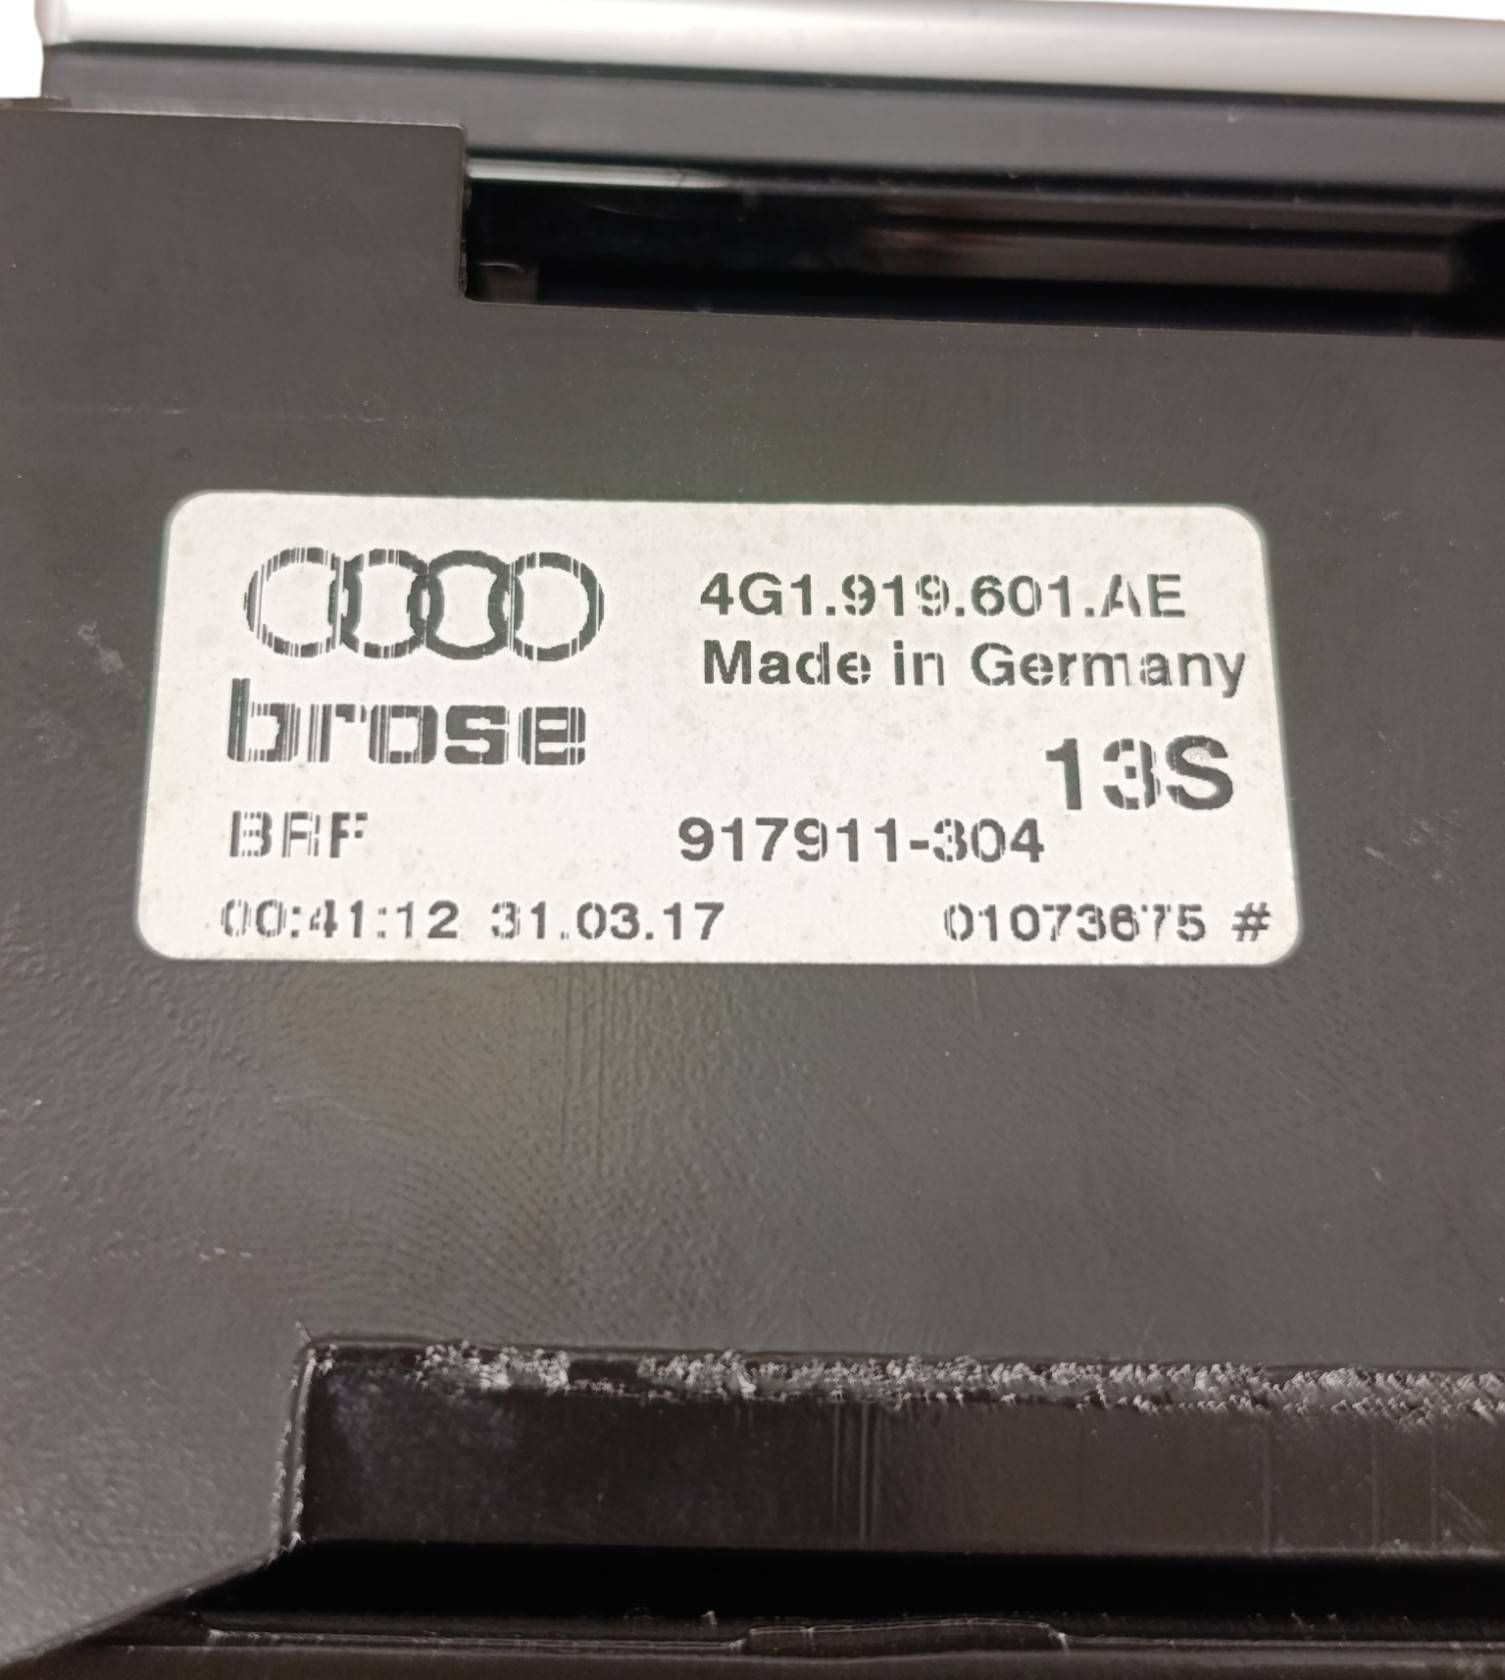 4G1.919.601.AE
Made in Germany
brose
13S
BRF 917911-304
00:41:12 31.03.17 01073675 #